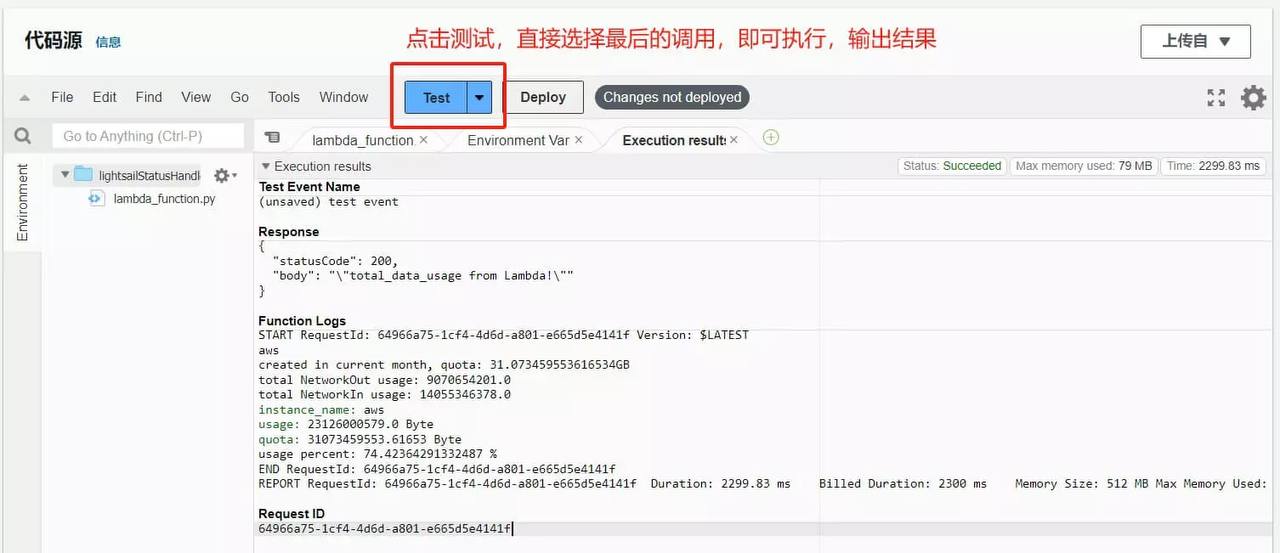 代码源 信息
点击测试，直接选择最后的调用，即可执行，输出结果
上传自 ▼
File Edit Find View Go Tools Window Test Deploy Changes not deployed
Go to Anything (Ctrl-P)
lambda_function. × Environment Var × Execution results ×
Environment
lightsailStatusHandl
lambda_function.py
Execution results
Status: Succeeded Max memory used: 79 MB Time: 2299.83 ms
Test Event Name
(unsaved) test event
Response
{
"statusCode": 200,
"body": "\"total_data_usage from Lambda!\""
}
Function Logs
START RequestId: 64966a75-1cf4-4d6d-a801-e665d5e4141f Version: $LATEST
aws
created in current month, quota: 31.073459553616534GB
total NetworkOut usage: 9070654201.0
total NetworkIn usage: 14055346378.0
instance_name: aws
usage: 23126000579.0 Byte
quota: 31073459553.61653 Byte
usage percent: 74.42364291332487 %
END RequestId: 64966a75-1cf4-4d6d-a801-e665d5e4141f
REPORT RequestId: 64966a75-1cf4-4d6d-a801-e665d5e4141f Duration: 2299.83 ms Billed Duration: 2300 ms Memory Size: 512 MB Max Memory Used:
Request ID
64966a75-1cf4-4d6d-a801-e665d5e4141f